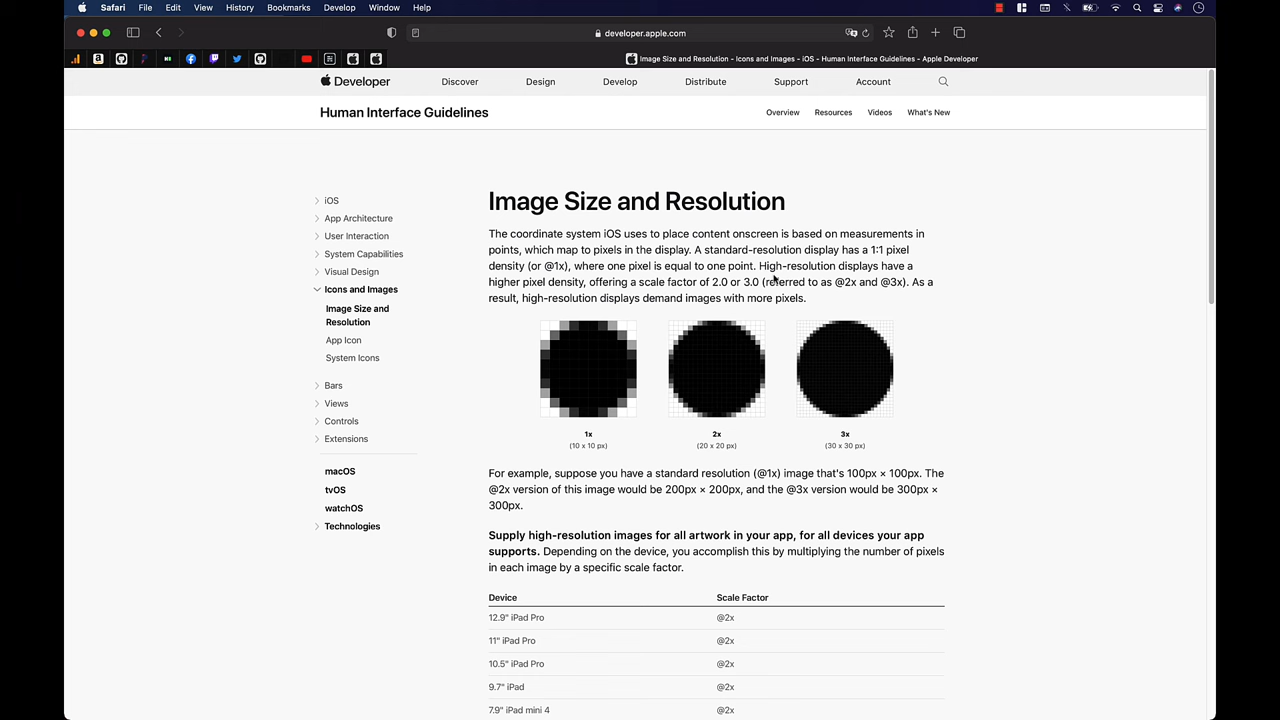 Safari File Edit View History Bookmarks Develop Window Help
developer.apple.com
Image Size and Resolution - Icons and Images - iOS - Human Interface Guidelines - Apple Developer
Developer Discover Design Develop Distribute Support Account
Human Interface Guidelines Overview Resources Videos What's New
iOS
App Architecture
User Interaction
System Capabilities
Visual Design
Icons and Images
Image Size and
Resolution
App Icon
System Icons
Bars
Views
Controls
Extensions
macOS
tvOS
watchOS
Technologies
Image Size and Resolution
The coordinate system iOS uses to place content onscreen is based on measurements in
points, which map to pixels in the display. A standard-resolution display has a 1:1 pixel
density (or @1x), where one pixel is equal to one point. High-resolution displays have a
higher pixel density, offering a scale factor of 2.0 or 3.0 (referred to as @2x and @3x). As a
result, high-resolution displays demand images with more pixels.
1x 2x 3x
(10 x 10 px) (20 x 20 px) (30 x 30 px)
For example, suppose you have a standard resolution (@1x) image that's 100px × 100px. The
@2x version of this image would be 200px × 200px, and the @3x version would be 300px ×
300px.
Supply high-resolution images for all artwork in your app, for all devices your app
supports. Depending on the device, you accomplish this by multiplying the number of pixels
in each image by a specific scale factor.
Device Scale Factor
12.9" iPad Pro @2x
11" iPad Pro @2x
10.5" iPad Pro @2x
9.7" iPad @2x
7.9" iPad mini 4 @2x